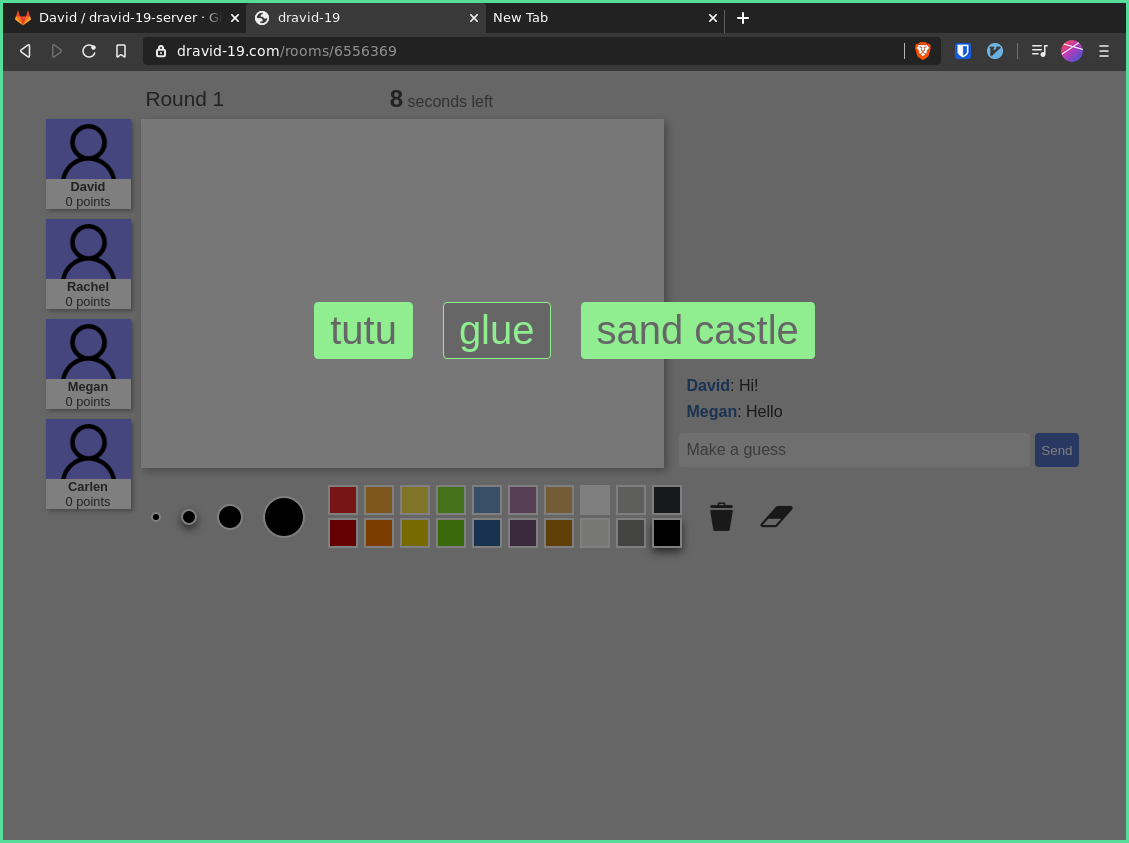 David / dravid-19-server · G
dravid-19
New Tab
dravid-19.com/rooms/6556369
Round 1
8 seconds left
David
0 points
Rachel
0 points
Megan
0 points
Carlen
0 points
tutu
glue
sand castle
David: Hi!
Megan: Hello
Make a guess
Send